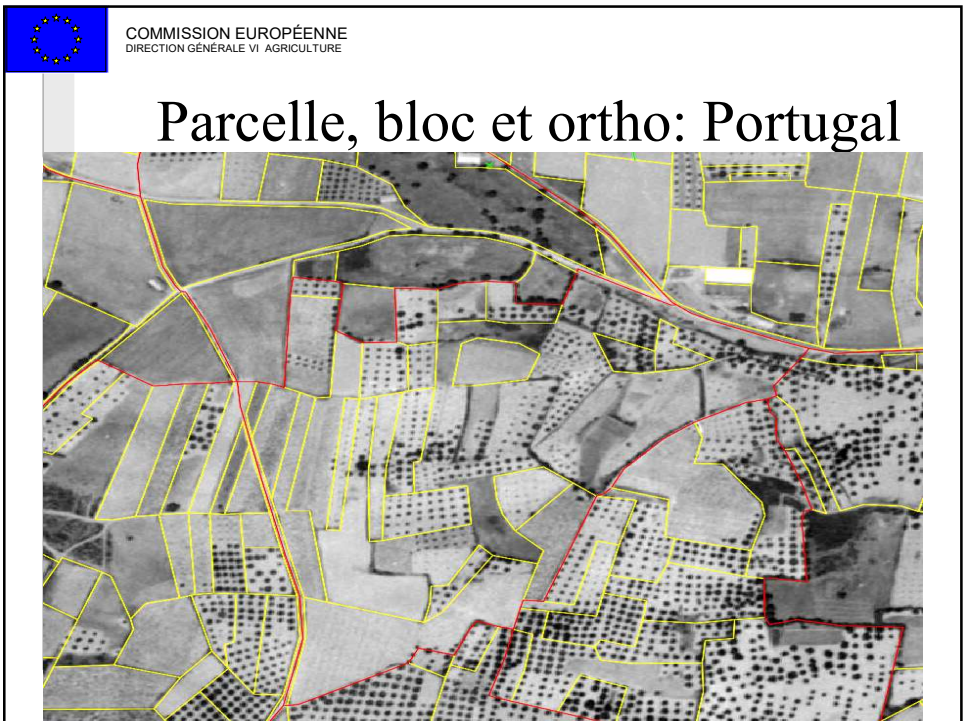 COMMISSION EUROPÉENNE
DIRECTION GÉNÉRALE VI AGRICULTURE
Parcelle, bloc et ortho: Portugal